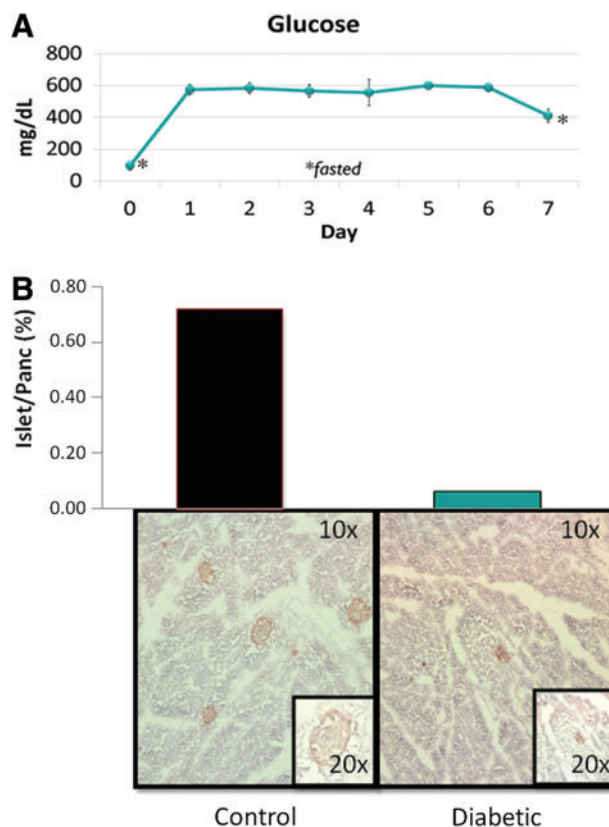 A
Glucose
800
600
400
200
0
mg/dL
*
*
*fasted
0 1 2 3 4 5 6 7
Day
B
0.80
0.60
0.40
0.20
0.00
Islet/Panc (%)
10x 10x
20x 20x
Control Diabetic